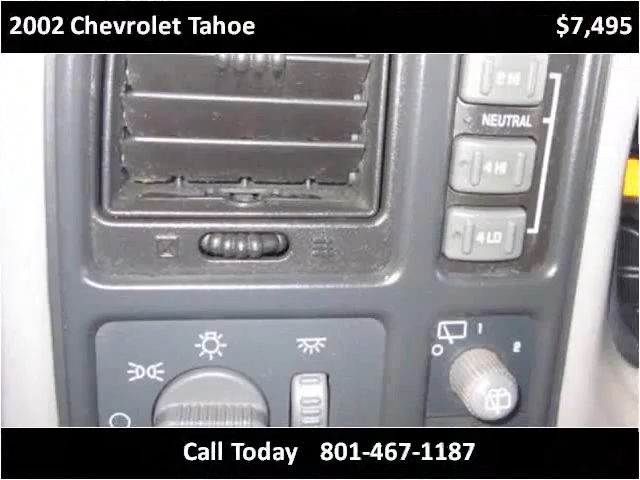 2002 Chevrolet Tahoe $7,495
2 HI
NEUTRAL
4 HI
4 LO
1
2
Call Today 801-467-1187